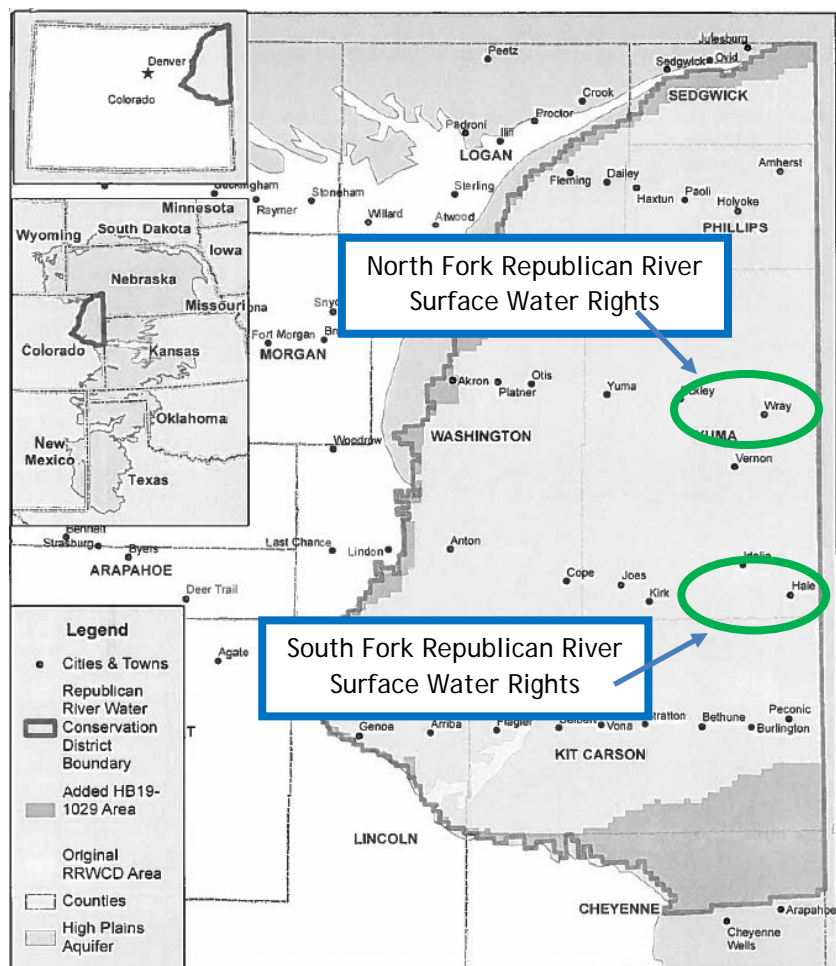 Denver
Colorado
Minnesota
Wyoming
South Dakota
Iowa
Nebraska
Missouri
Colorado
Kansas
Oklahoma
New
Mexico
Texas
Julesburg
Peetz
Sedgwick
Ovid
SEDGWICK
Crook
Proctor
Padroni
Iliff
LOGAN
Amherst
Fleming
Dailey
Haxtun
Paoli
Holyoke
PHILLIPS
Raymer
Stoneham
Sterling
Willard
Atwood
North Fork Republican River
Surface Water Rights
Fort Morgan
MORGAN
Akron
Platner
Otis
Yuma
Wray
WASHINGTON
Vernon
Woodrow
Bennett
Strasburg
Byers
Last Chance
Lindon
Anton
ARAPAHOE
Deer Trail
Cope
Joes
Kirk
Idalia
Hale
Agate
South Fork Republican River
Surface Water Rights
Genoa
Arriba
Flagler
Seibert
Vona
Stratton
Bethune
Burlington
Peconic
KIT CARSON
LINCOLN
CHEYENNE
Arapahoe
Cheyenne
Wells
Legend
Cities & Towns
Republican
River Water
Conservation
District
Boundary
Added HB19-
1029 Area
Original
RRWCD Area
Counties
High Plains
Aquifer